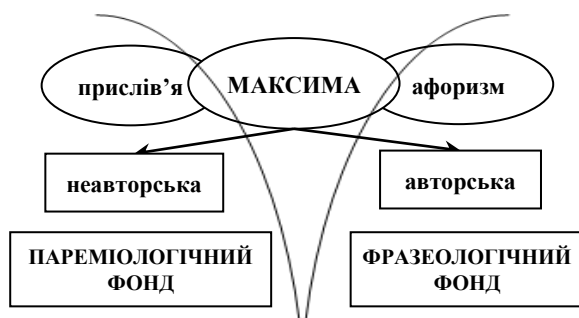 прислів’я
МАКСИМА
афоризм
неавторська
авторська
ПАРЕМІОЛОГІЧНИЙ
ФОНД
ФРАЗЕОЛОГІЧНИЙ
ФОНД